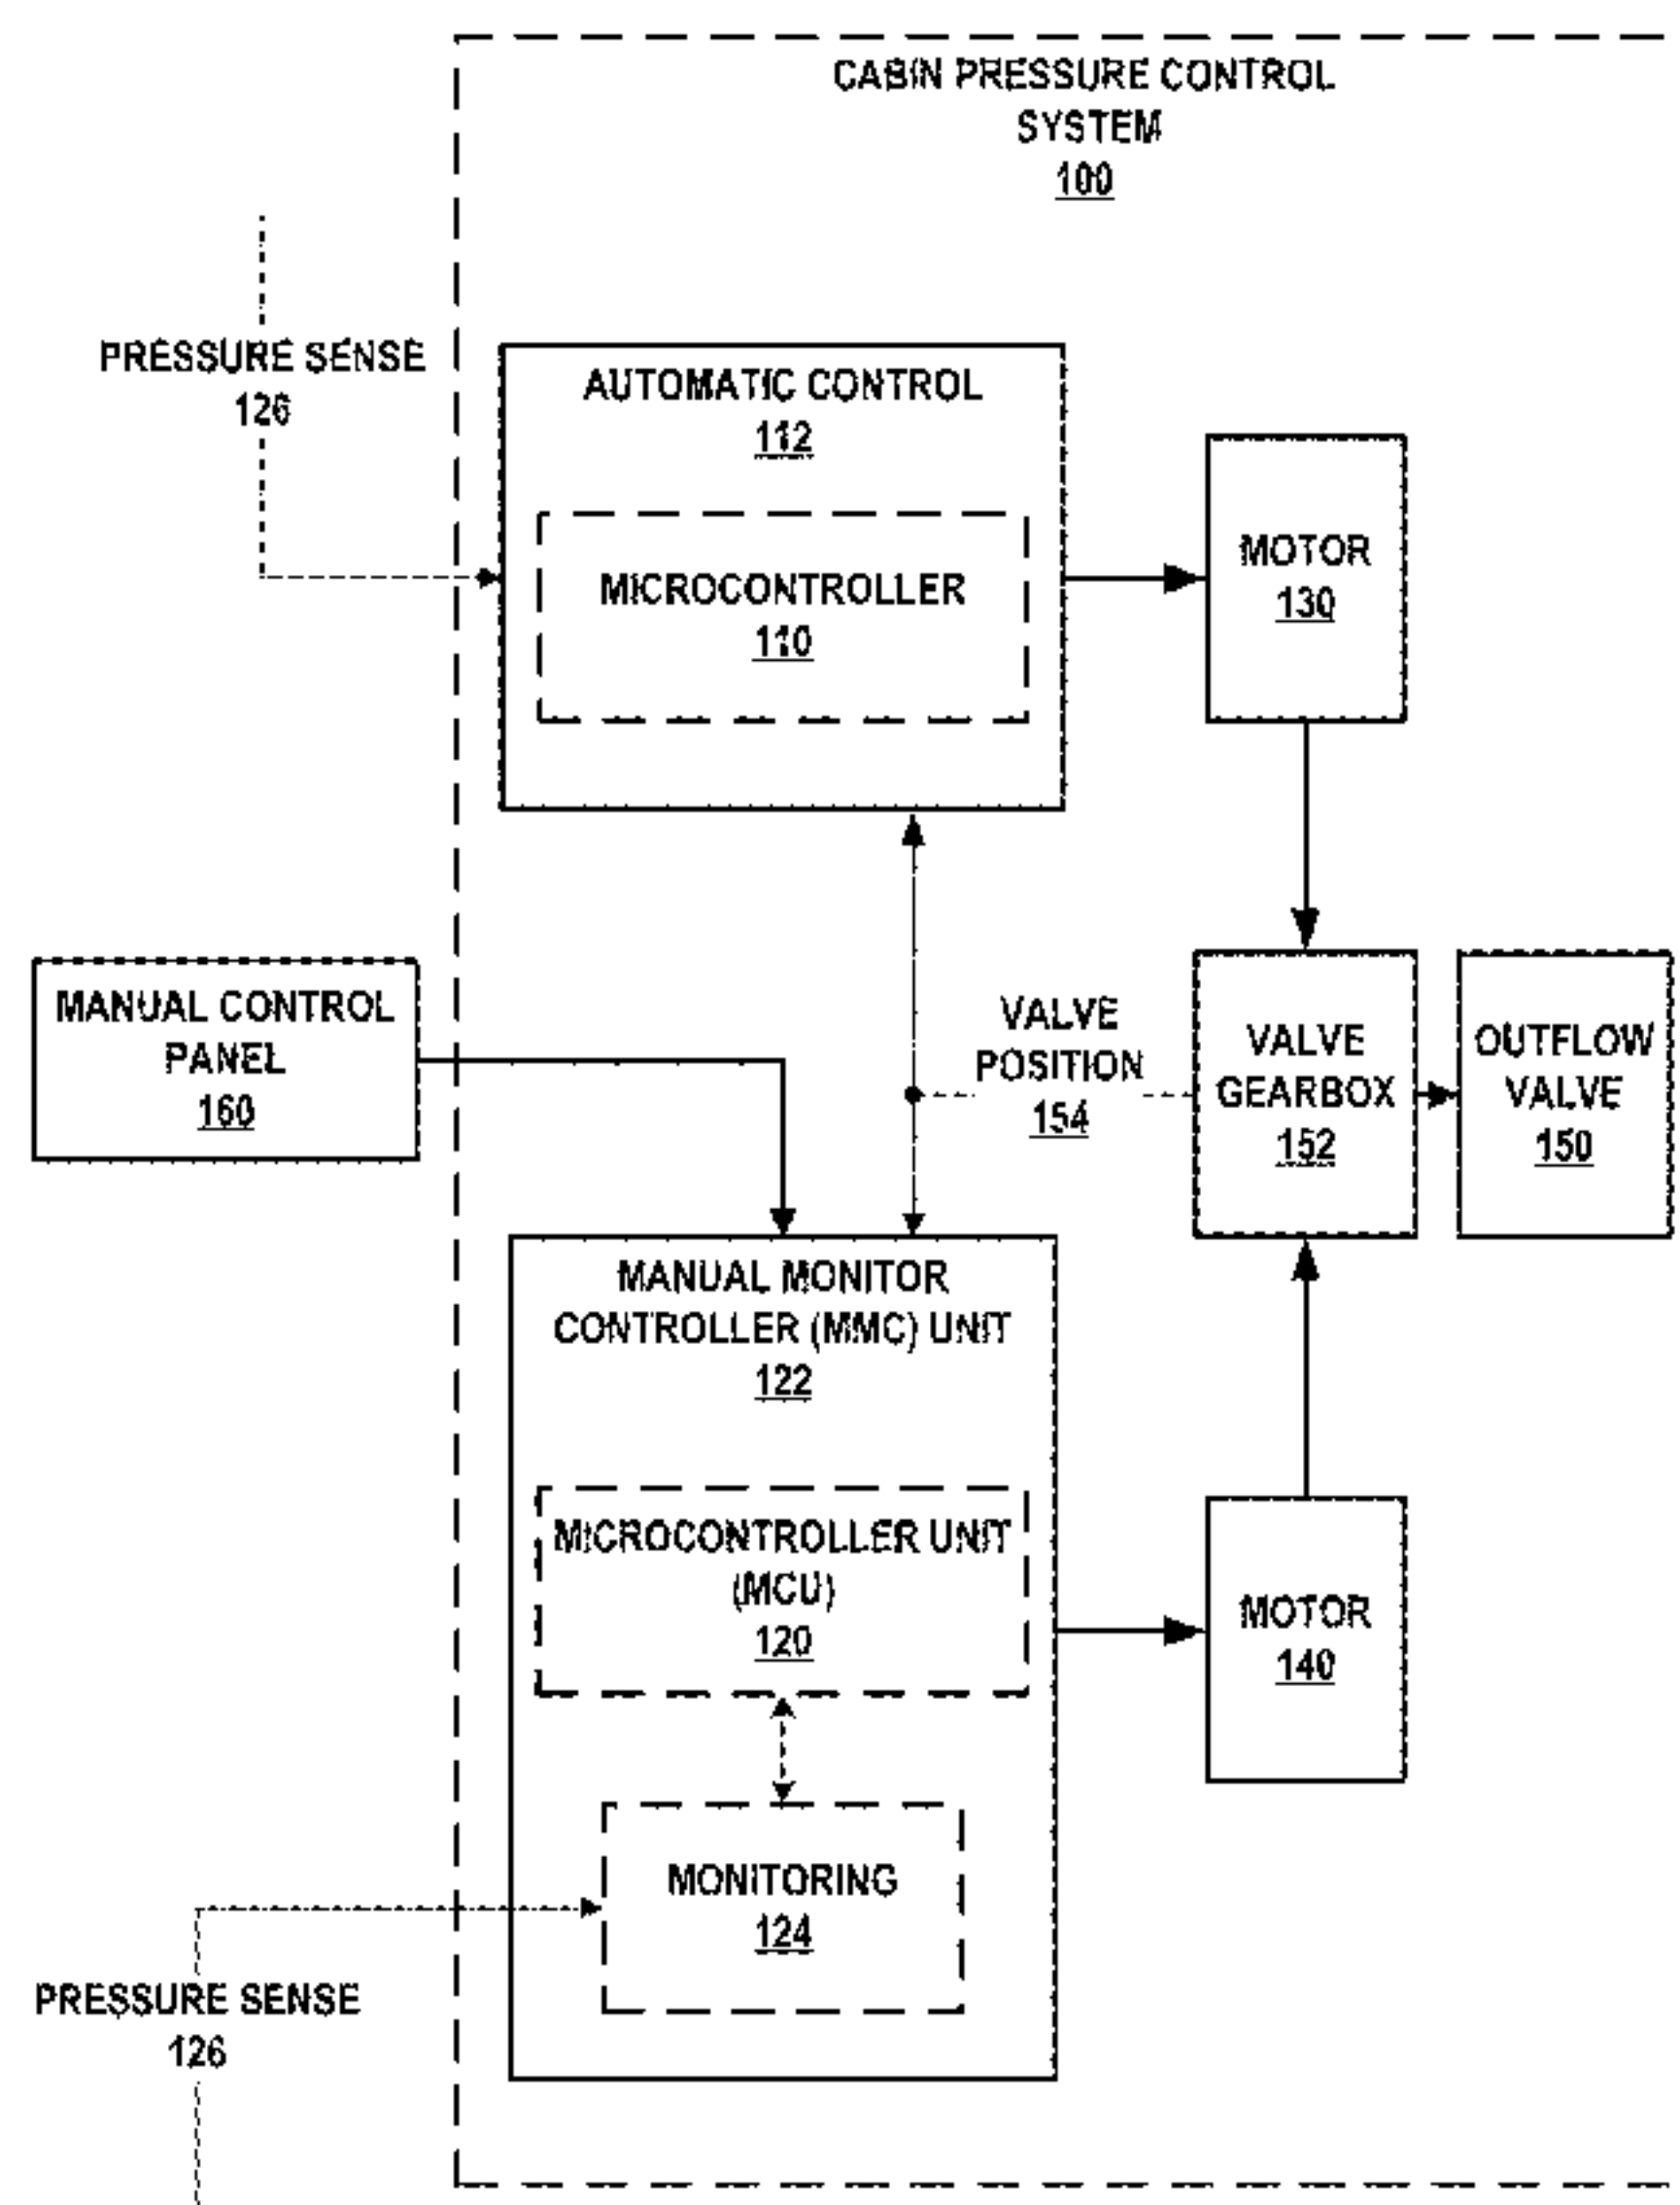 CABIN PRESSURE CONTROL
SYSTEM
100
PRESSURE SENSE
126
AUTOMATIC CONTROL
112
MICROCONTROLLER
110
MOTOR
130
MANUAL CONTROL
PANEL
160
VALVE
POSITION
154
VALVE
GEARBOX
152
OUTFLOW
VALVE
150
MANUAL MONITOR
CONTROLLER (MMC) UNIT
122
MICROCONTROLLER UNIT
(MCU)
120
MOTOR
140
MONITORING
124
PRESSURE SENSE
126